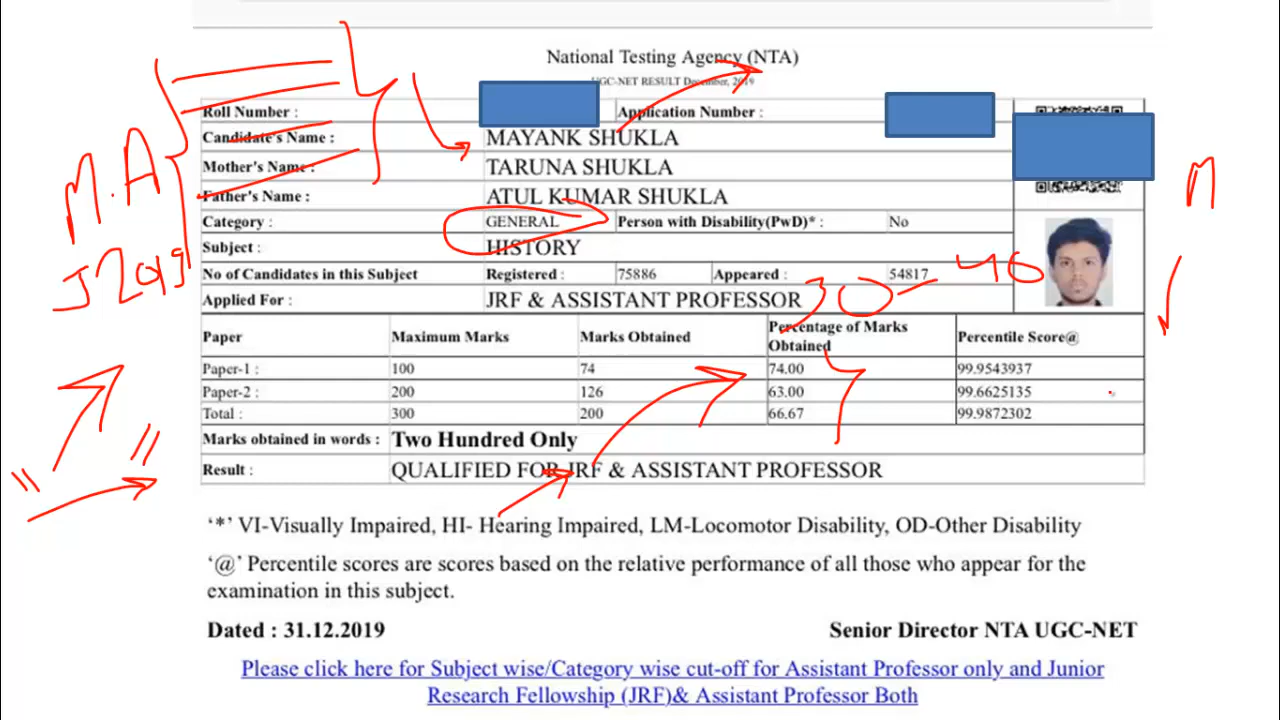 National Testing Agency (NTA)
UGC-NET RESULT December, 2019
Roll Number : Application Number :
Candidate's Name : MAYANK SHUKLA
Mother's Name : TARUNA SHUKLA
Father's Name : ATUL KUMAR SHUKLA
Category : GENERAL Person with Disability(PwD)* : No
Subject : HISTORY
No of Candidates in this Subject Registered : 75886 Appeared : 54817
Applied For : JRF & ASSISTANT PROFESSOR
M.A
30-40
Paper Maximum Marks Marks Obtained Percentage of Marks Obtained Percentile Score@
Paper-1 : 100 74 74.00 99.9543937
Paper-2 : 200 126 63.00 99.6625135
Total : 300 200 66.67 99.9872302
Marks obtained in words : Two Hundred Only
Result : QUALIFIED FOR JRF & ASSISTANT PROFESSOR
'*' VI-Visually Impaired, HI- Hearing Impaired, LM-Locomotor Disability, OD-Other Disability
'@' Percentile scores are scores based on the relative performance of all those who appear for the
examination in this subject.
Dated : 31.12.2019 Senior Director NTA UGC-NET
Please click here for Subject wise/Category wise cut-off for Assistant Professor only and Junior
Research Fellowship (JRF)& Assistant Professor Both